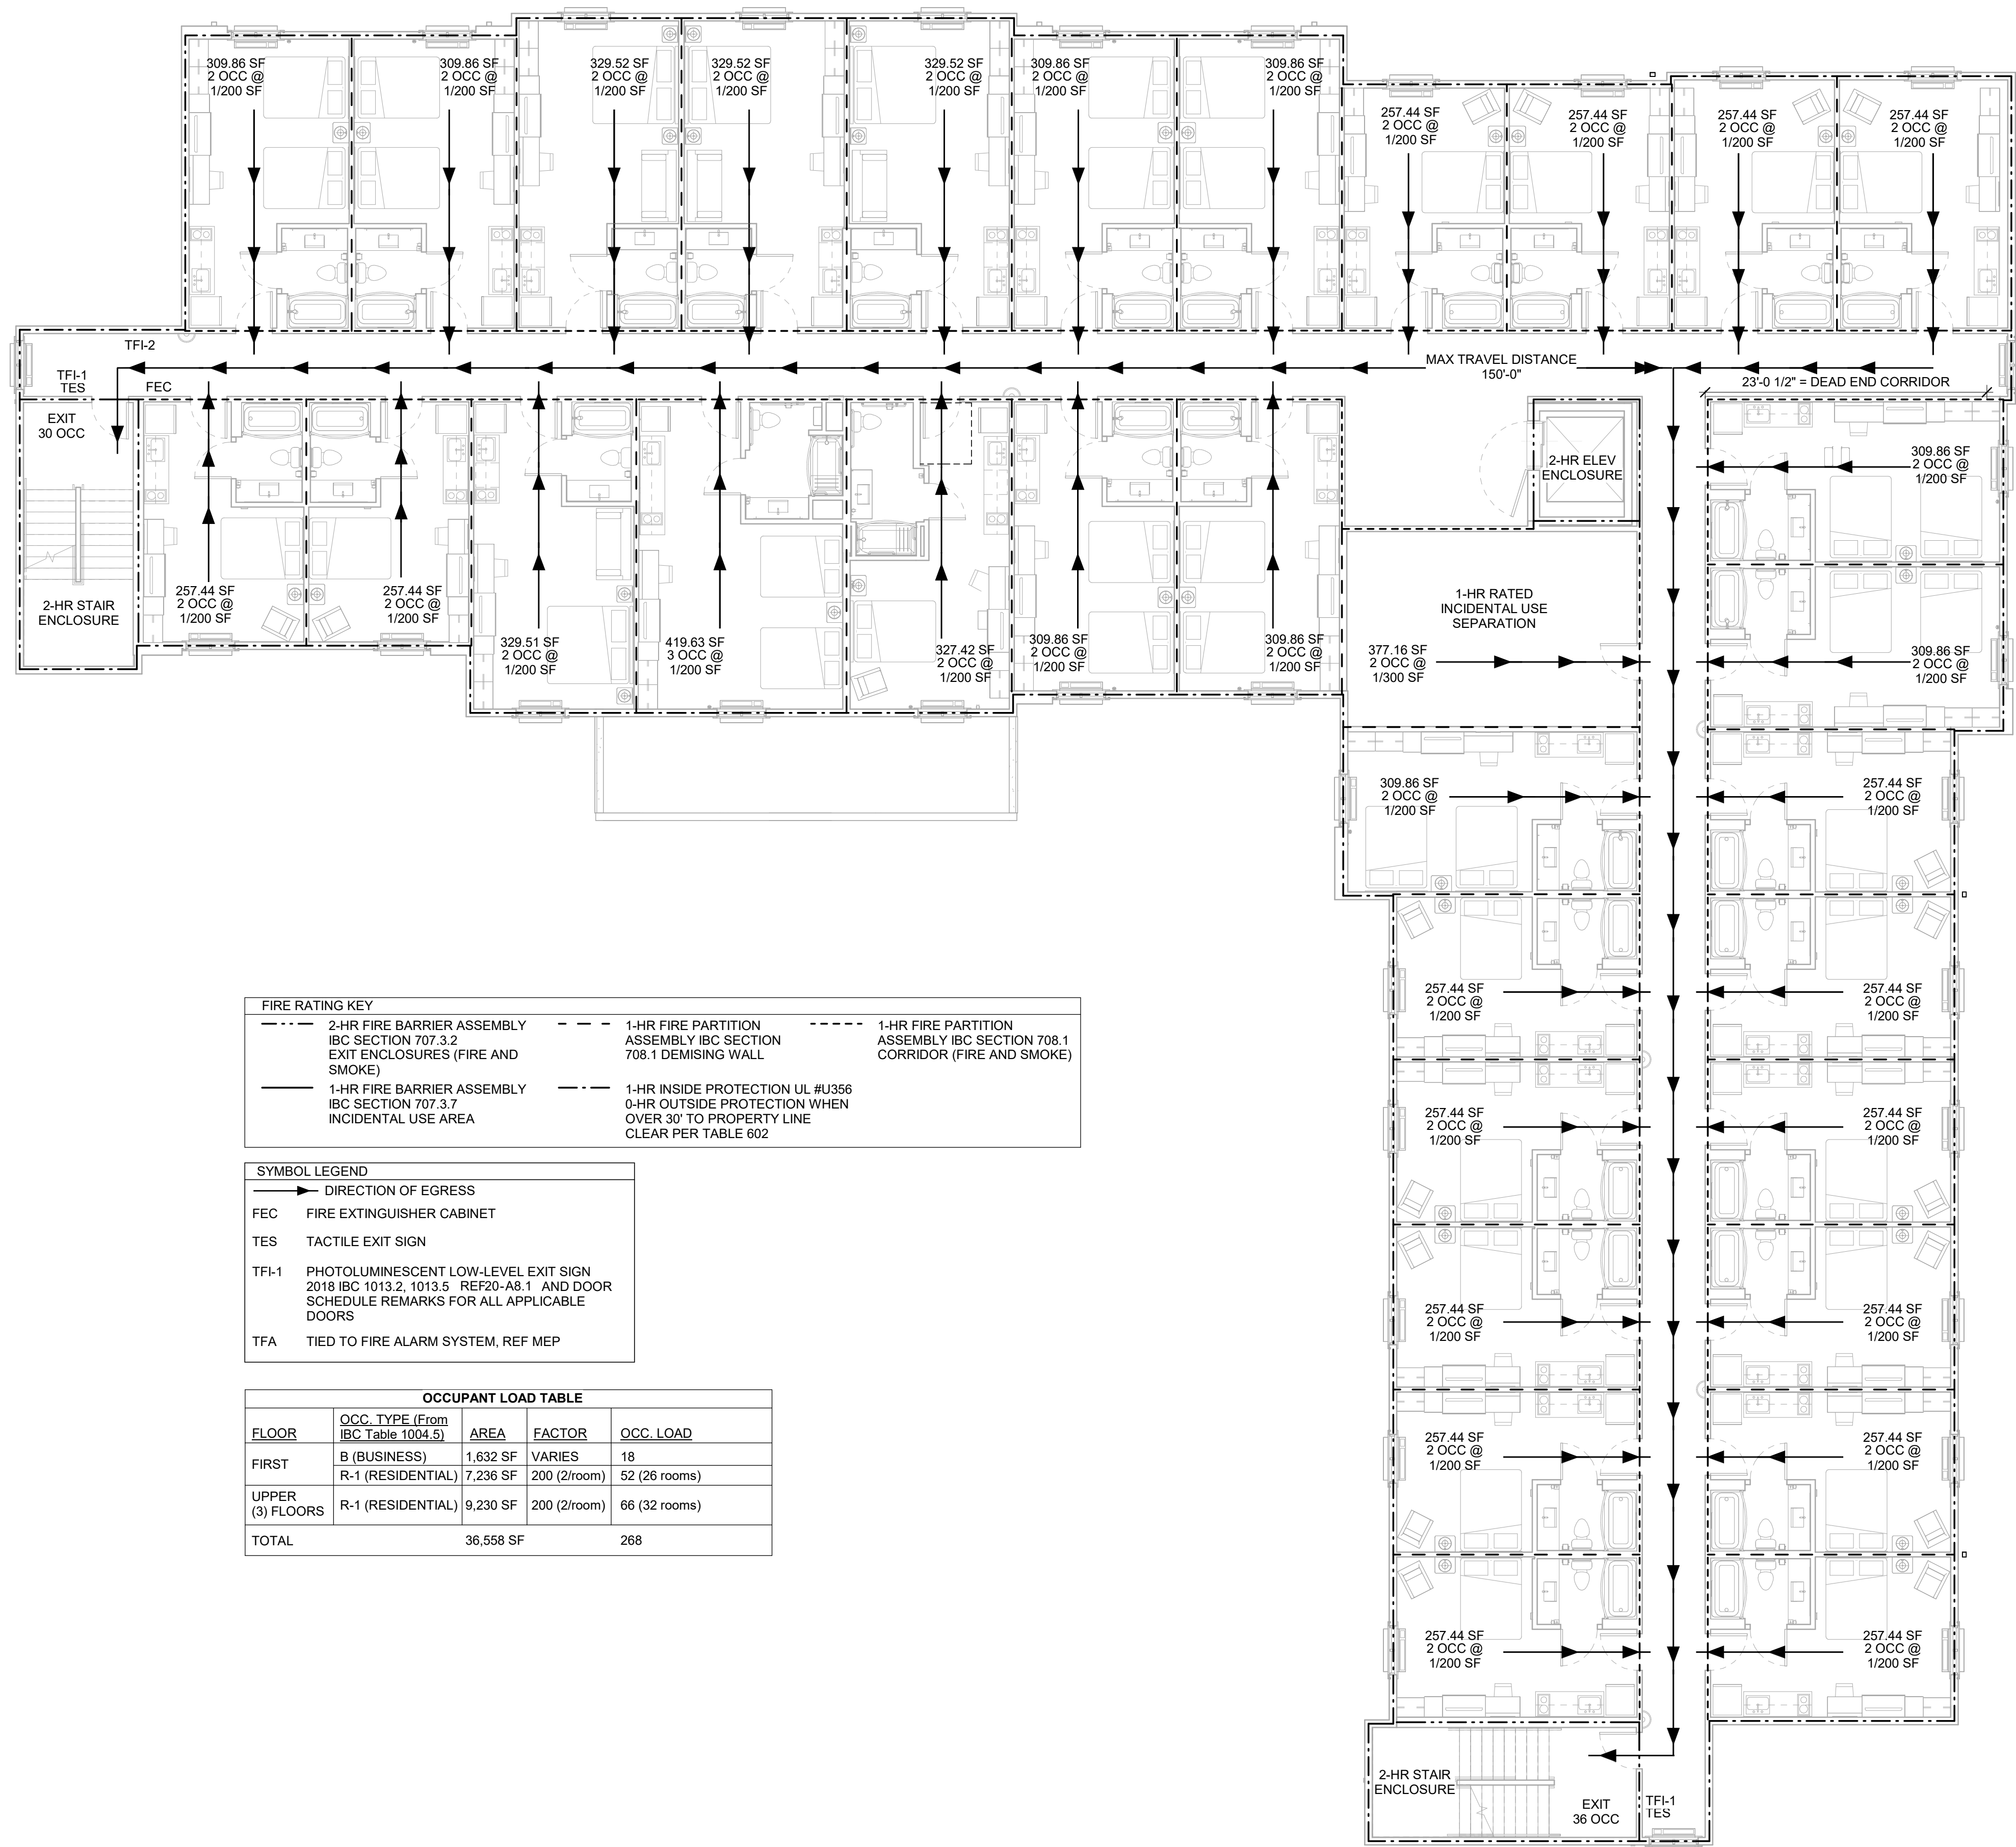 309.86 SF
2 OCC @
1/200 SF
309.86 SF
2 OCC @
1/200 SF
329.52 SF
2 OCC @
1/200 SF
329.52 SF
2 OCC @
1/200 SF
329.52 SF
2 OCC @
1/200 SF
309.86 SF
2 OCC @
1/200 SF
309.86 SF
2 OCC @
1/200 SF
257.44 SF
2 OCC @
1/200 SF
257.44 SF
2 OCC @
1/200 SF
257.44 SF
2 OCC @
1/200 SF
257.44 SF
2 OCC @
1/200 SF
TFI-2
TFI-1
TES
FEC
MAX TRAVEL DISTANCE
150'-0"
23'-0 1/2" = DEAD END CORRIDOR
EXIT
30 OCC
2-HR STAIR
ENCLOSURE
257.44 SF
2 OCC @
1/200 SF
257.44 SF
2 OCC @
1/200 SF
329.51 SF
2 OCC @
1/200 SF
419.63 SF
3 OCC @
1/200 SF
327.42 SF
2 OCC @
1/200 SF
309.86 SF
2 OCC @
1/200 SF
309.86 SF
2 OCC @
1/200 SF
2-HR ELEV
ENCLOSURE
309.86 SF
2 OCC @
1/200 SF
1-HR RATED
INCIDENTAL USE
SEPARATION
377.16 SF
2 OCC @
1/300 SF
309.86 SF
2 OCC @
1/200 SF
309.86 SF
2 OCC @
1/200 SF
257.44 SF
2 OCC @
1/200 SF
257.44 SF
2 OCC @
1/200 SF
257.44 SF
2 OCC @
1/200 SF
257.44 SF
2 OCC @
1/200 SF
257.44 SF
2 OCC @
1/200 SF
257.44 SF
2 OCC @
1/200 SF
257.44 SF
2 OCC @
1/200 SF
257.44 SF
2 OCC @
1/200 SF
257.44 SF
2 OCC @
1/200 SF
257.44 SF
2 OCC @
1/200 SF
257.44 SF
2 OCC @
1/200 SF
2-HR STAIR
ENCLOSURE
EXIT
36 OCC
TFI-1
TES
FIRE RATING KEY
2-HR FIRE BARRIER ASSEMBLY
IBC SECTION 707.3.2
EXIT ENCLOSURES (FIRE AND
SMOKE)
1-HR FIRE PARTITION
ASSEMBLY IBC SECTION
708.1 DEMISING WALL
1-HR FIRE PARTITION
ASSEMBLY IBC SECTION 708.1
CORRIDOR (FIRE AND SMOKE)
1-HR FIRE BARRIER ASSEMBLY
IBC SECTION 707.3.7
INCIDENTAL USE AREA
1-HR INSIDE PROTECTION UL #U356
0-HR OUTSIDE PROTECTION WHEN
OVER 30' TO PROPERTY LINE
CLEAR PER TABLE 602
SYMBOL LEGEND
DIRECTION OF EGRESS
FEC FIRE EXTINGUISHER CABINET
TES TACTILE EXIT SIGN
TFI-1 PHOTOLUMINESCENT LOW-LEVEL EXIT SIGN
2018 IBC 1013.2, 1013.5 REF20-A8.1 AND DOOR
SCHEDULE REMARKS FOR ALL APPLICABLE
DOORS
TFA TIED TO FIRE ALARM SYSTEM, REF MEP
OCCUPANT LOAD TABLE
FLOOR OCC. TYPE (From IBC Table 1004.5) AREA FACTOR OCC. LOAD
FIRST B (BUSINESS) 1,632 SF VARIES 18
R-1 (RESIDENTIAL) 7,236 SF 200 (2/room) 52 (26 rooms)
UPPER (3) FLOORS R-1 (RESIDENTIAL) 9,230 SF 200 (2/room) 66 (32 rooms)
TOTAL 36,558 SF 268